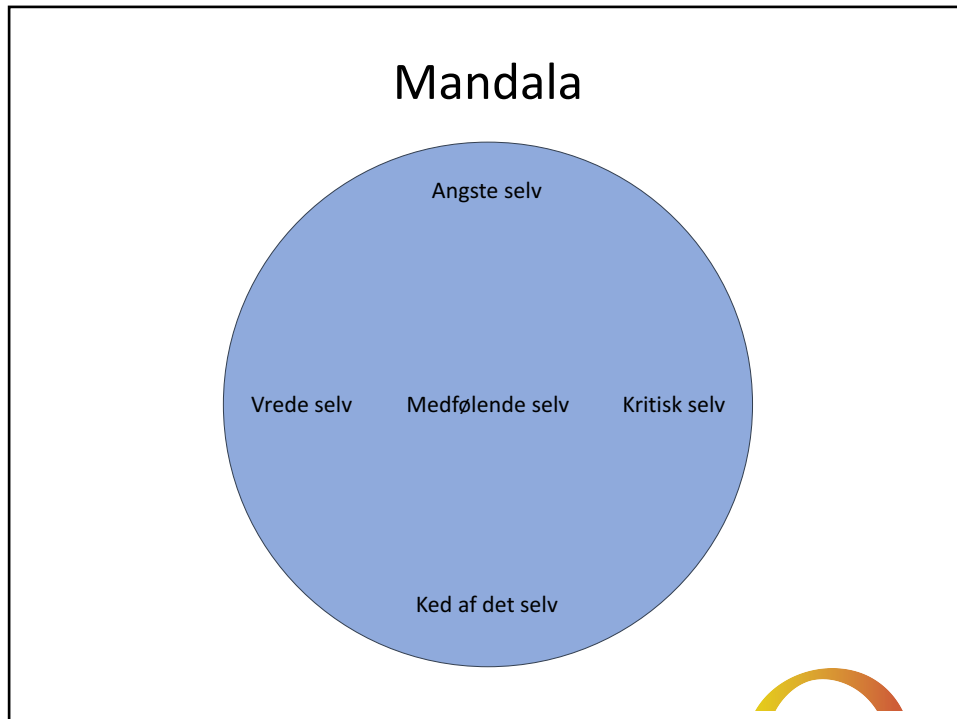 Mandala
Angste selv
Vrede selv
Medfølende selv
Kritisk selv
Ked af det selv